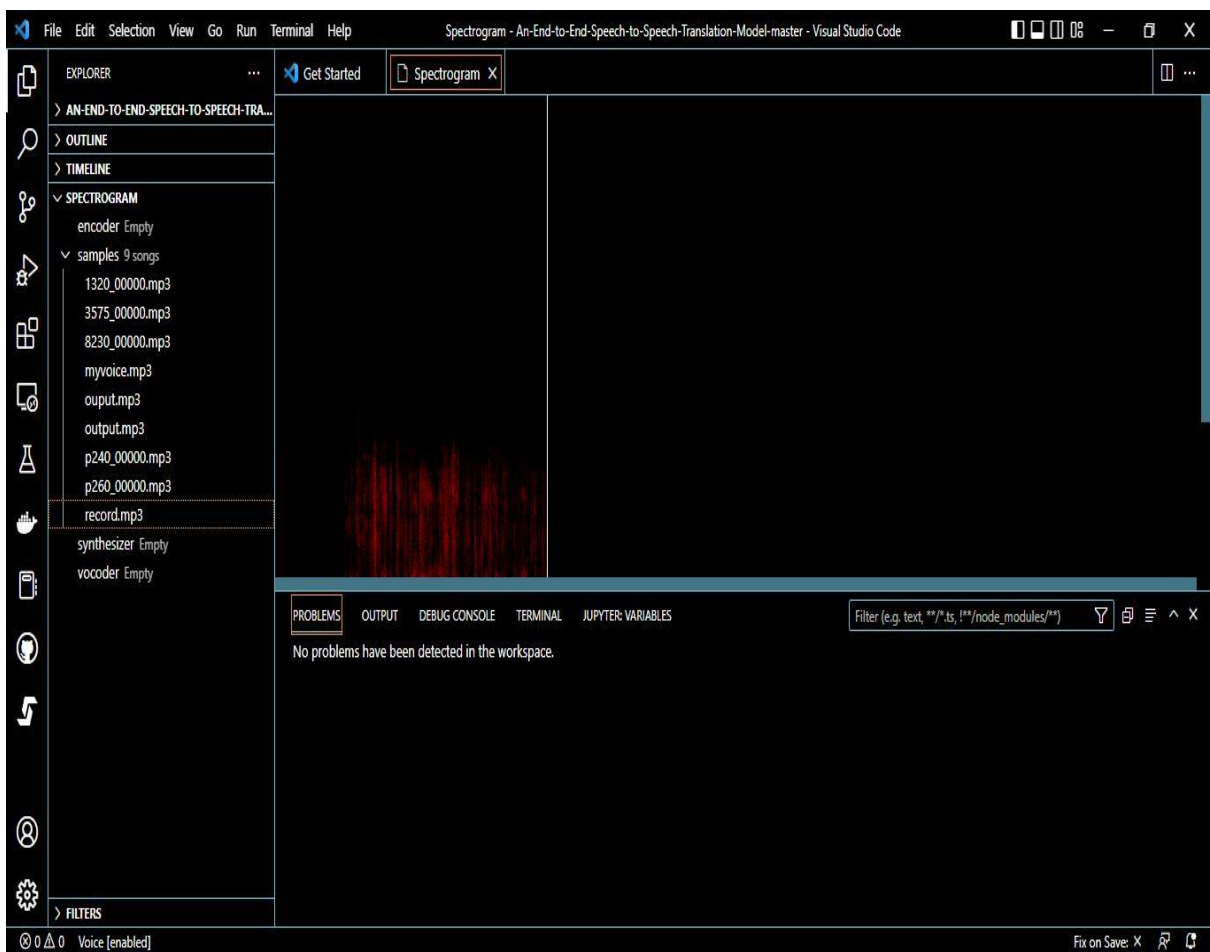 File Edit Selection View Go Run Terminal Help
Spectrogram - An-End-to-End-Speech-to-Speech-Translation-Model-master - Visual Studio Code
EXPLORER
Get Started
Spectrogram
AN-END-TO-END-SPEECH-TO-SPEECH-TRA...
OUTLINE
TIMELINE
SPECTROGRAM
encoder Empty
samples 9 songs
1320_00000.mp3
3575_00000.mp3
8230_00000.mp3
myvoice.mp3
ouput.mp3
output.mp3
p240_00000.mp3
p260_00000.mp3
record.mp3
synthesizer Empty
vocoder Empty
FILTERS
PROBLEMS OUTPUT DEBUG CONSOLE TERMINAL JUPYTER: VARIABLES
Filter (e.g. text, **/*.ts, !**/node_modules/**)
No problems have been detected in the workspace.
0 0 Voice [enabled]
Fix on Save: X